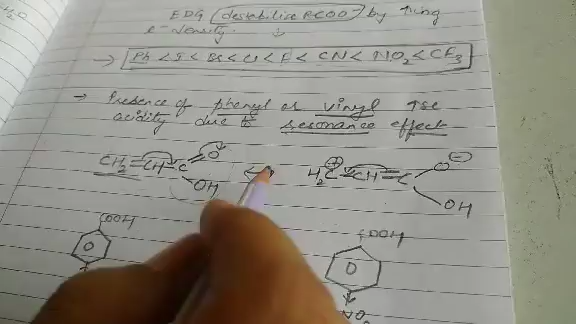 EDG (destabilise RCOO⁻) by ↑ing
e⁻ density.
→ Ph < I < Br < Cl < F < CN < NO2 < CF3
→ Presence of phenyl or vinyl ↑se
acidity due to resonance effect
CH2=CH-C O OH ↔ H2C⊕-CH=C O⊖ OH
COOH COOH
NO2